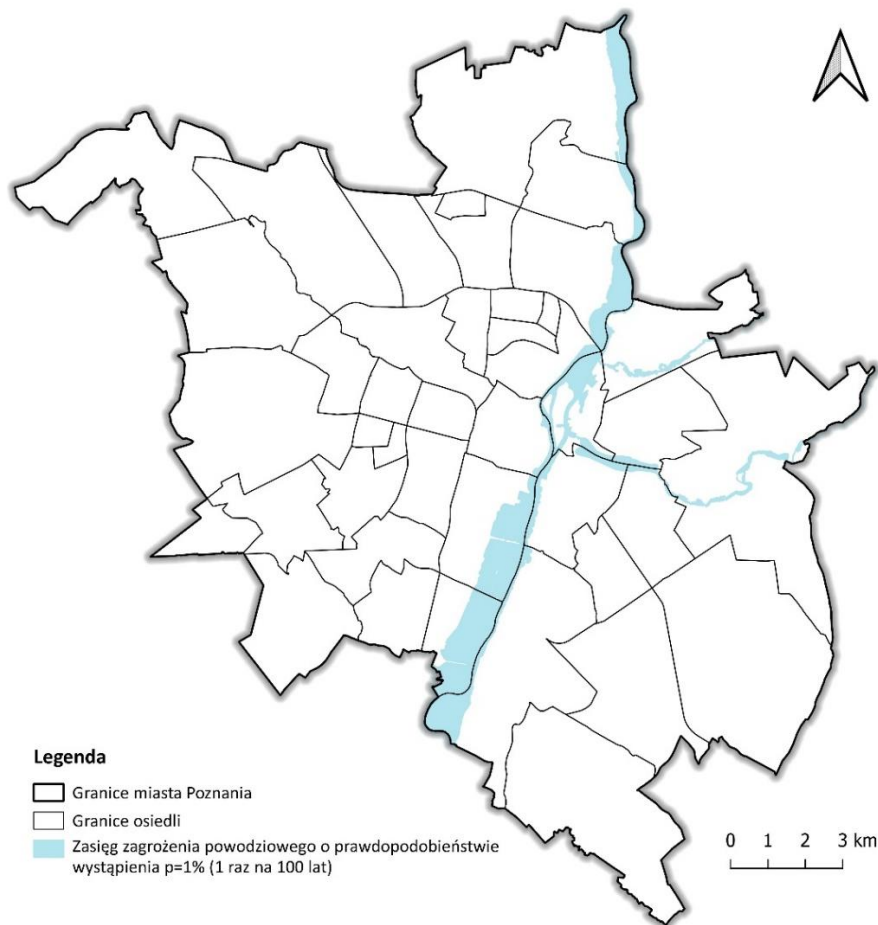 Legenda
Granice miasta Poznania
Granice osiedli
Zasięg zagrożenia powodziowego o prawdopodobieństwie
wystąpienia p=1% (1 raz na 100 lat)
0 1 2 3 km